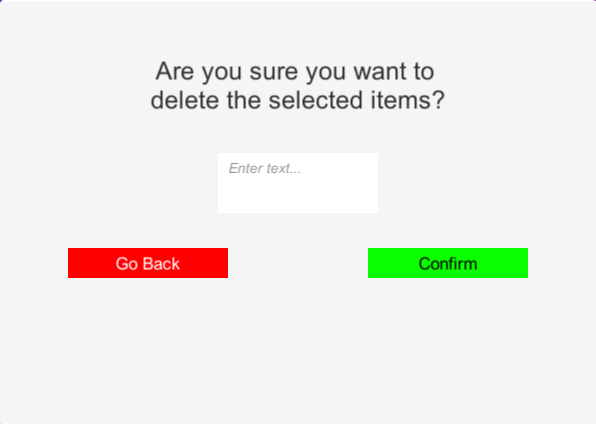 Are you sure you want to
delete the selected items?
Enter text...
Go Back
Confirm